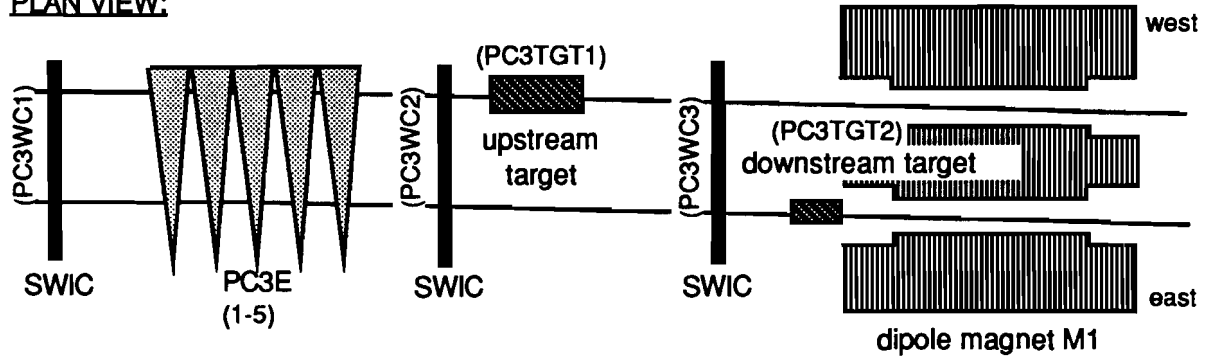 PLAN VIEW:
west
(PC3TGT1)
(PC3WC1)
(PC3WC2)
(PC3WC3)
upstream
target
(PC3TGT2)
downstream target
SWIC
PC3E
(1-5)
SWIC
SWIC
east
dipole magnet M1